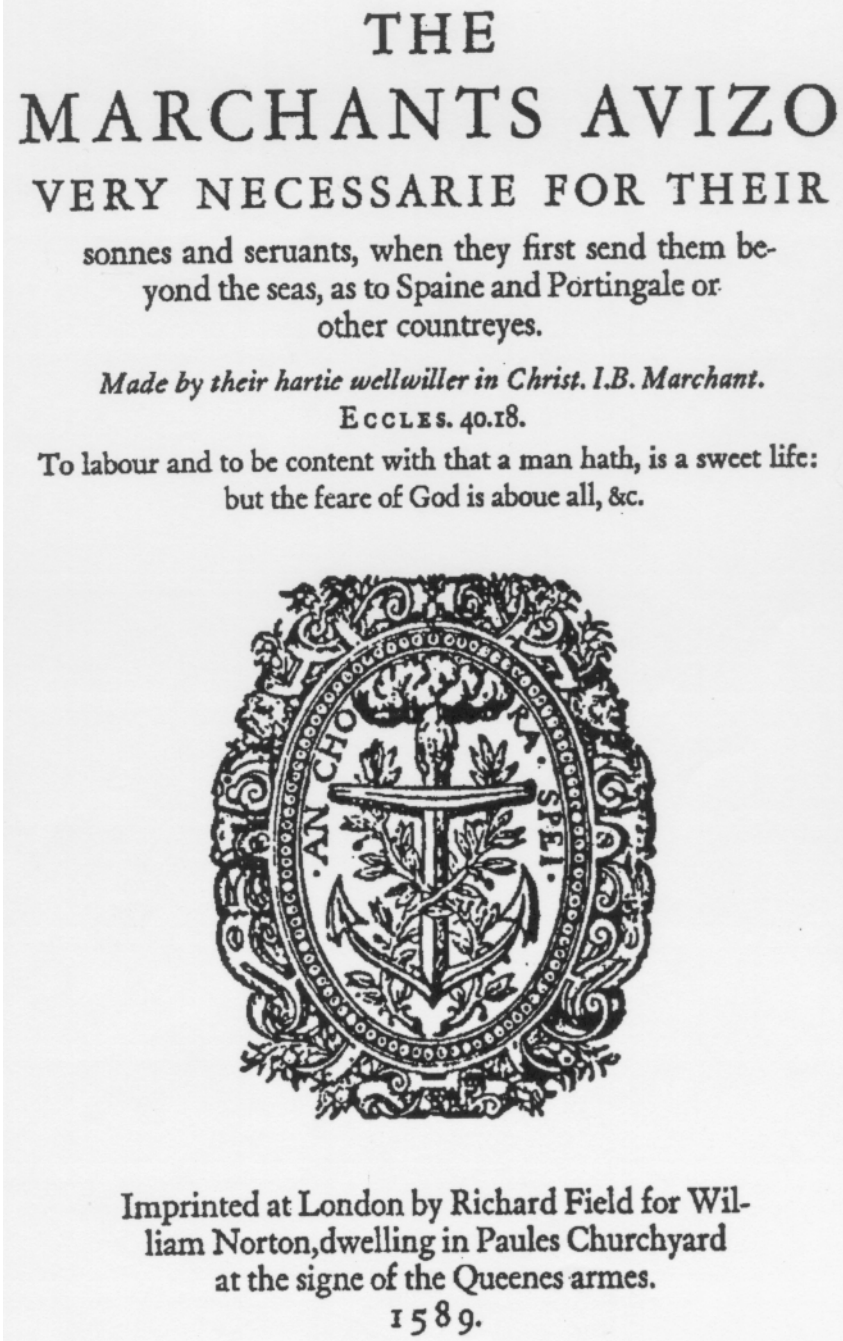 THE
MARCHANTS AVIZO
VERY NECESSARIE FOR THEIR
sonnes and seruants, when they first send them be-
yond the seas, as to Spaine and Portingale or
other countreyes.
Made by their hartie wellwiller in Christ. I.B. Marchant.
ECCLES. 40.18.
To labour and to be content with that a man hath, is a sweet life:
but the feare of God is aboue all, &c.
·AN CHO RA· SPEI·
Imprinted at London by Richard Field for Wil-
liam Norton, dwelling in Paules Churchyard
at the signe of the Queenes armes.
1589.